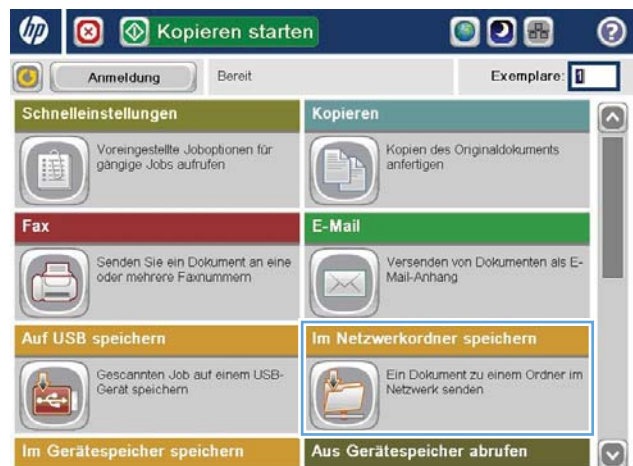 hp Kopieren starten ?
Anmeldung Bereit Exemplare: 1
Schnelleinstellungen
Voreingestellte Joboptionen für
gängige Jobs aufrufen
Kopieren
Kopien des Originaldokuments
anfertigen
Fax
Senden Sie ein Dokument an eine
oder mehrere Faxnummern
E-Mail
Versenden von Dokumenten als E-
Mail-Anhang
Auf USB speichern
Gescannten Job auf einem USB-
Gerät speichern
Im Netzwerkordner speichern
Ein Dokument zu einem Ordner im
Netzwerk senden
Im Gerätespeicher speichern
Aus Gerätespeicher abrufen